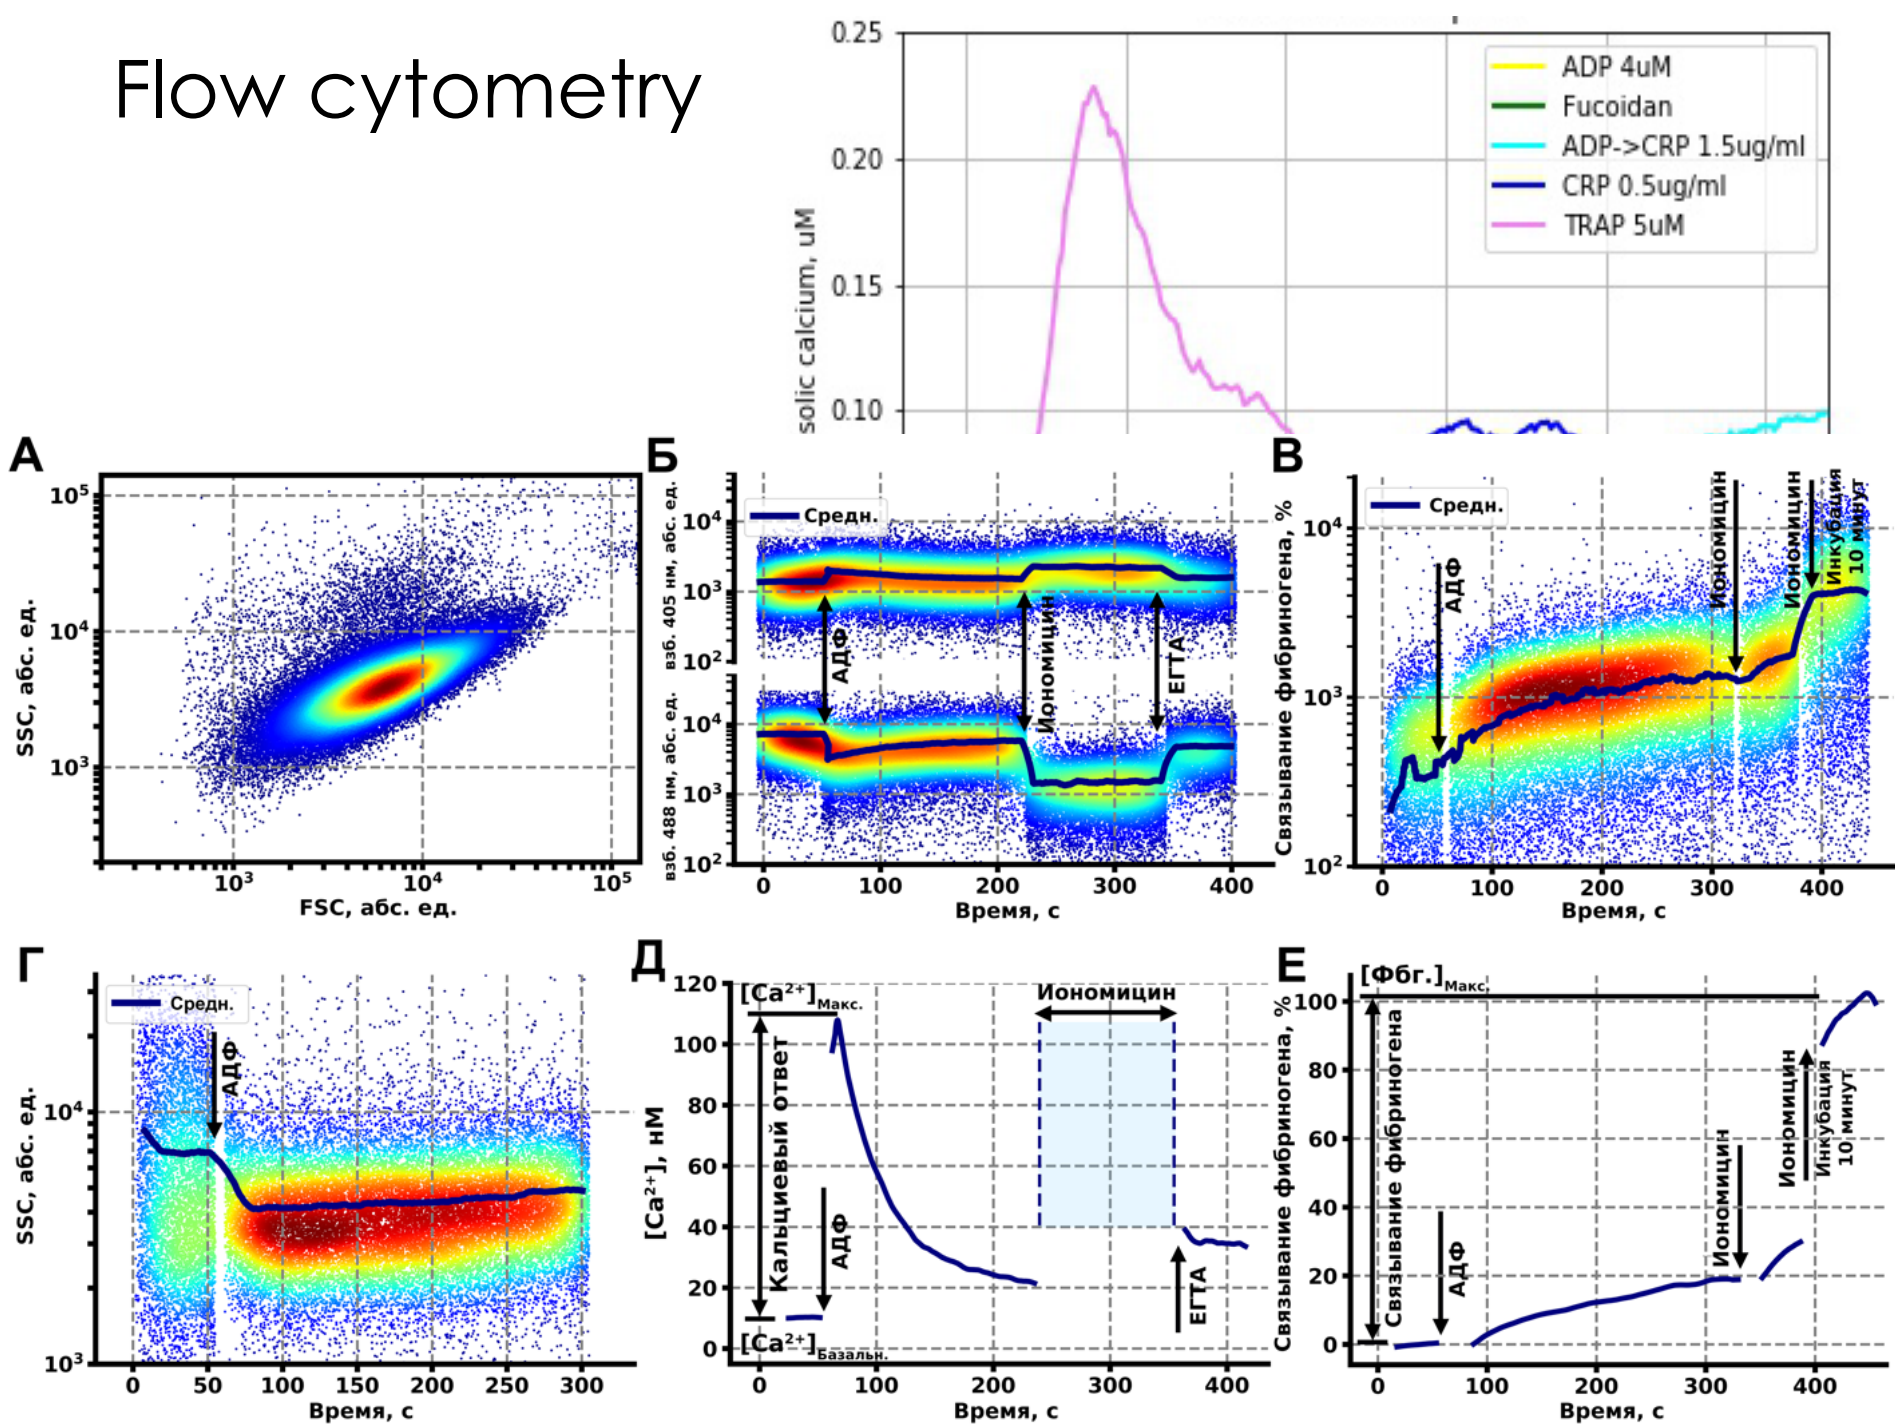 Flow cytometry
0.25
0.20
0.15
0.10
solic calcium, uM
ADP 4uM
Fucoidan
ADP->CRP 1.5ug/ml
CRP 0.5ug/ml
TRAP 5uM
А
10⁵
10⁴
10³
SSC, абс. ед.
10³ 10⁴ 10⁵
FSC, абс. ед.
Б
взб. 405 нм, абс. ед.
10⁴
10³
10²
Средн.
АДФ
Иономицин
ЕГТА
взб. 488 нм, абс. ед.
10⁴
10³
10²
0 100 200 300 400
Время, с
В
Связывание фибриногена, %
10⁴
10³
10²
Средн.
АДФ
Иономицин
Иономицин
Инкубация
10 минут
0 100 200 300 400
Время, с
Г
SSC, абс. ед.
10⁴
10³
Средн.
АДФ
0 50 100 150 200 250 300
Время, с
Д
[Ca²⁺], нМ
120
100
80
60
40
20
0
[Ca²⁺]Макс.
Кальциевый ответ
АДФ
Иономицин
ЕГТА
[Ca²⁺]Базальн.
0 100 200 300 400
Время, с
Е
Связывание фибриногена, %
100
80
60
40
20
0
[Фбг.]Макс.
Связывание фибриногена
АДФ
Иономицин
Иономицин
Инкубация
10 минут
0 100 200 300 400
Время, с